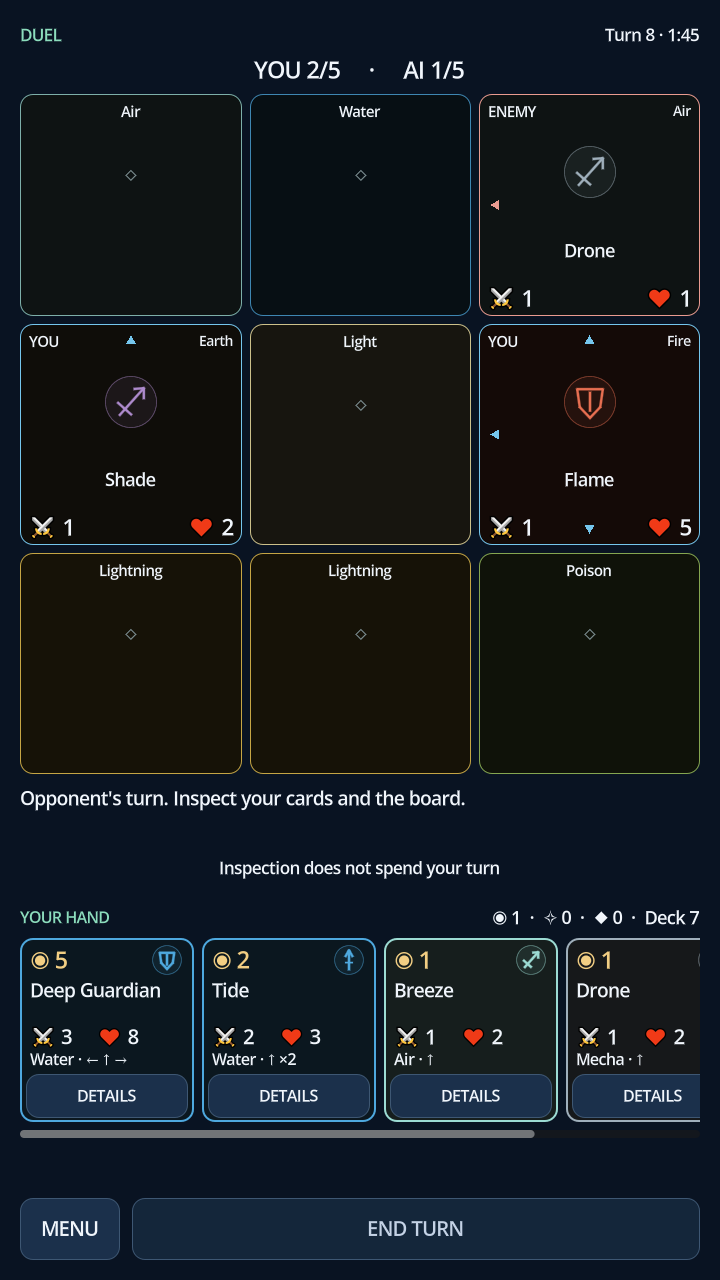 DUEL
Turn 8 · 1:45
YOU 2/5 · AI 1/5
Air
Water
ENEMY
Air
Drone
1
1
YOU
Earth
Shade
1
2
Light
YOU
Fire
Flame
1
5
Lightning
Lightning
Poison
Opponent's turn. Inspect your cards and the board.
Inspection does not spend your turn
YOUR HAND
◉ 1 · ✧ 0 · ◆ 0 · Deck 7
◉ 5
Deep Guardian
3
8
Water · ← ↑ →
DETAILS
◉ 2
Tide
2
3
Water · ↑ ×2
DETAILS
◉ 1
Breeze
1
2
Air · ↑
DETAILS
◉ 1
Drone
1
2
Mecha · ↑
DETAILS
MENU
END TURN